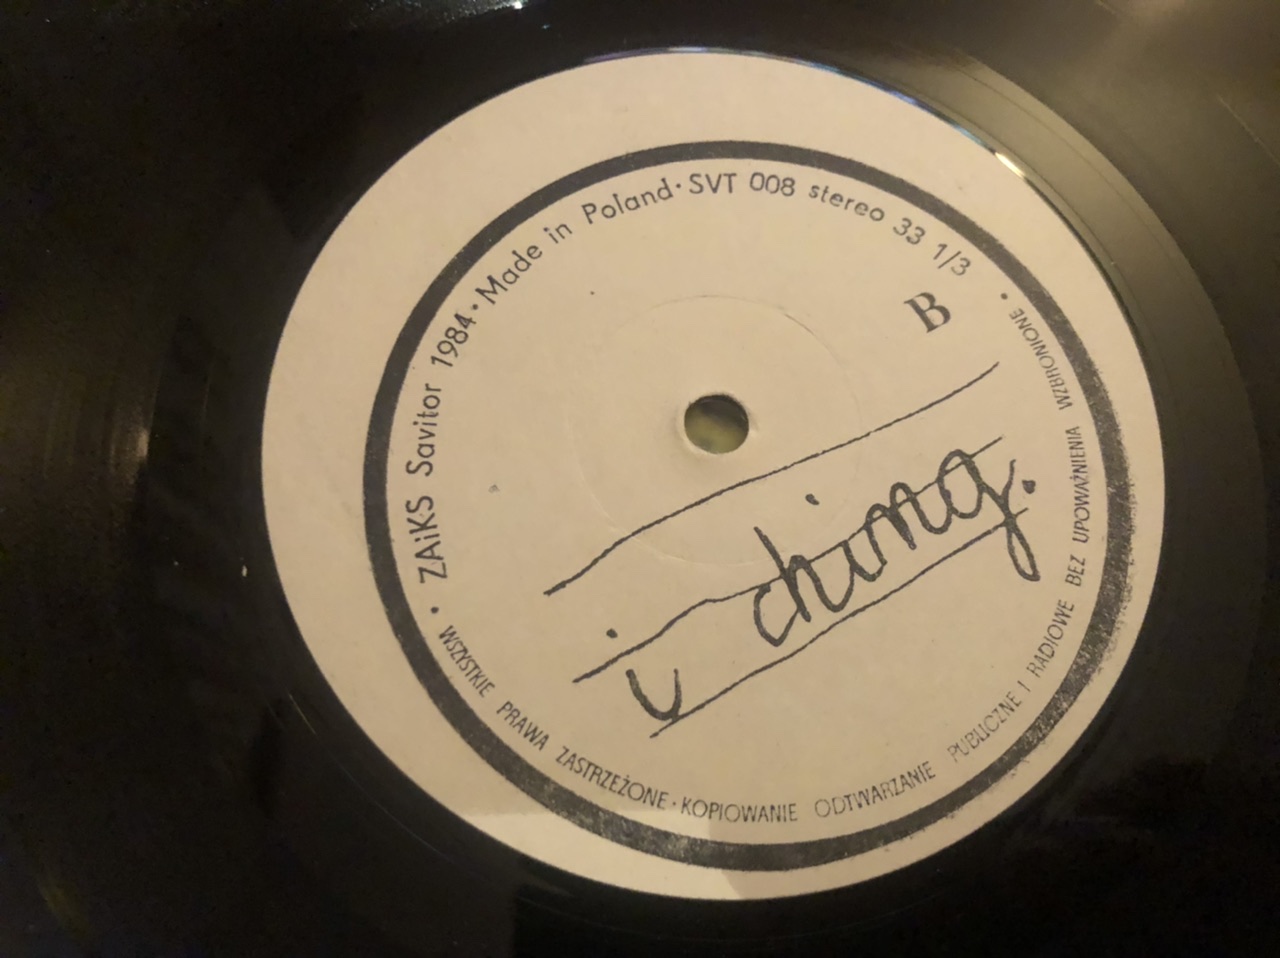 • ZAiKS Savitor 1984 • Made in Poland • SVT 008 stereo 33 1/3
B
i ching.
• WSZYSTKIE PRAWA ZASTRZEŻONE • KOPIOWANIE ODTWARZANIE PUBLICZNE I RADIOWE BEZ UPOWAŻNIENIA WZBRONIONE •